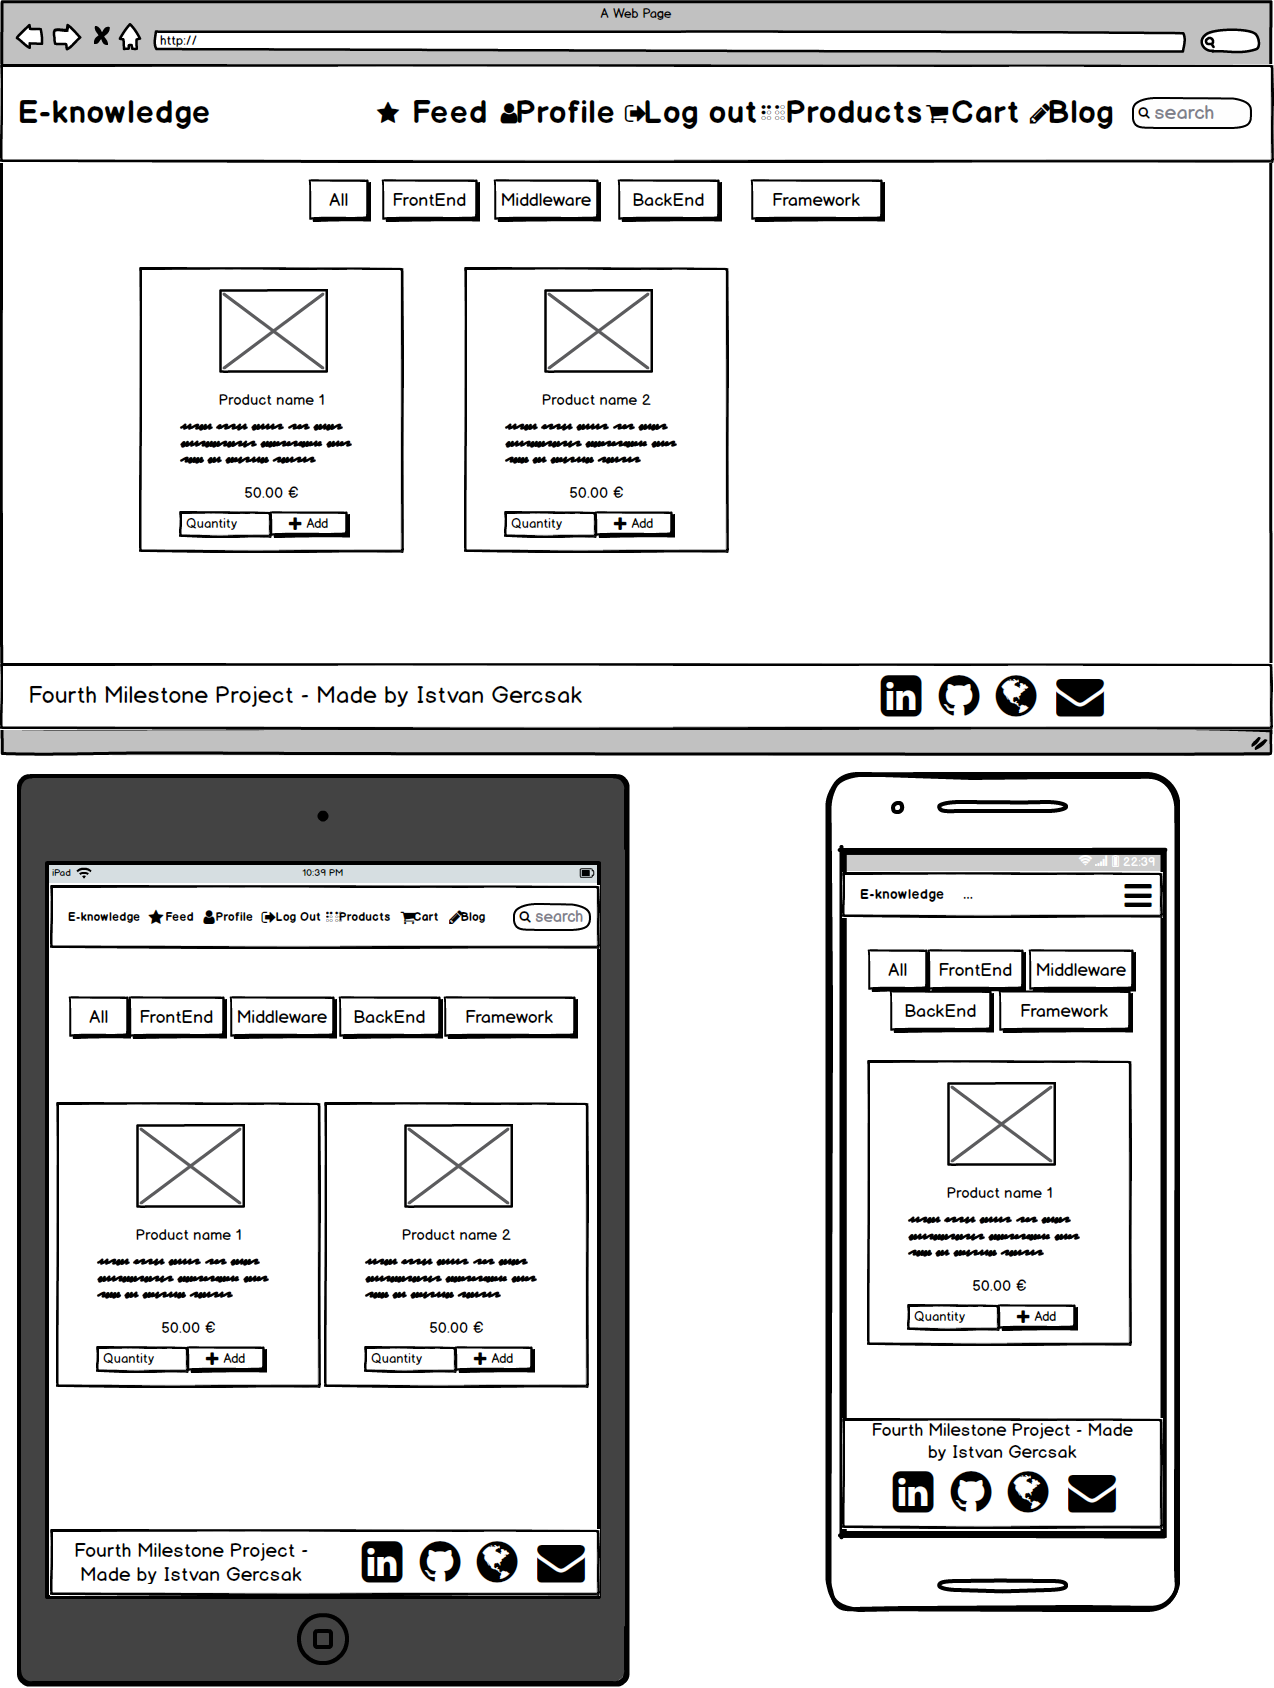 A Web Page
http://
E-knowledge Feed Profile Log out Products Cart Blog search
All FrontEnd Middleware BackEnd Framework
Product name 1 Product name 2
50.00 € 50.00 €
Quantity Add Quantity Add
Fourth Milestone Project - Made by Istvan Gercsak in
iPad 10:39 PM
E-knowledge Feed Profile Log Out Products Cart Blog search
All FrontEnd Middleware BackEnd Framework
Product name 1 Product name 2
50.00 € 50.00 €
Quantity Add Quantity Add
Fourth Milestone Project -
Made by Istvan Gercsak in
22:39
E-knowledge ...
All FrontEnd Middleware
BackEnd Framework
Product name 1
50.00 €
Quantity Add
Fourth Milestone Project - Made
by Istvan Gercsak
in